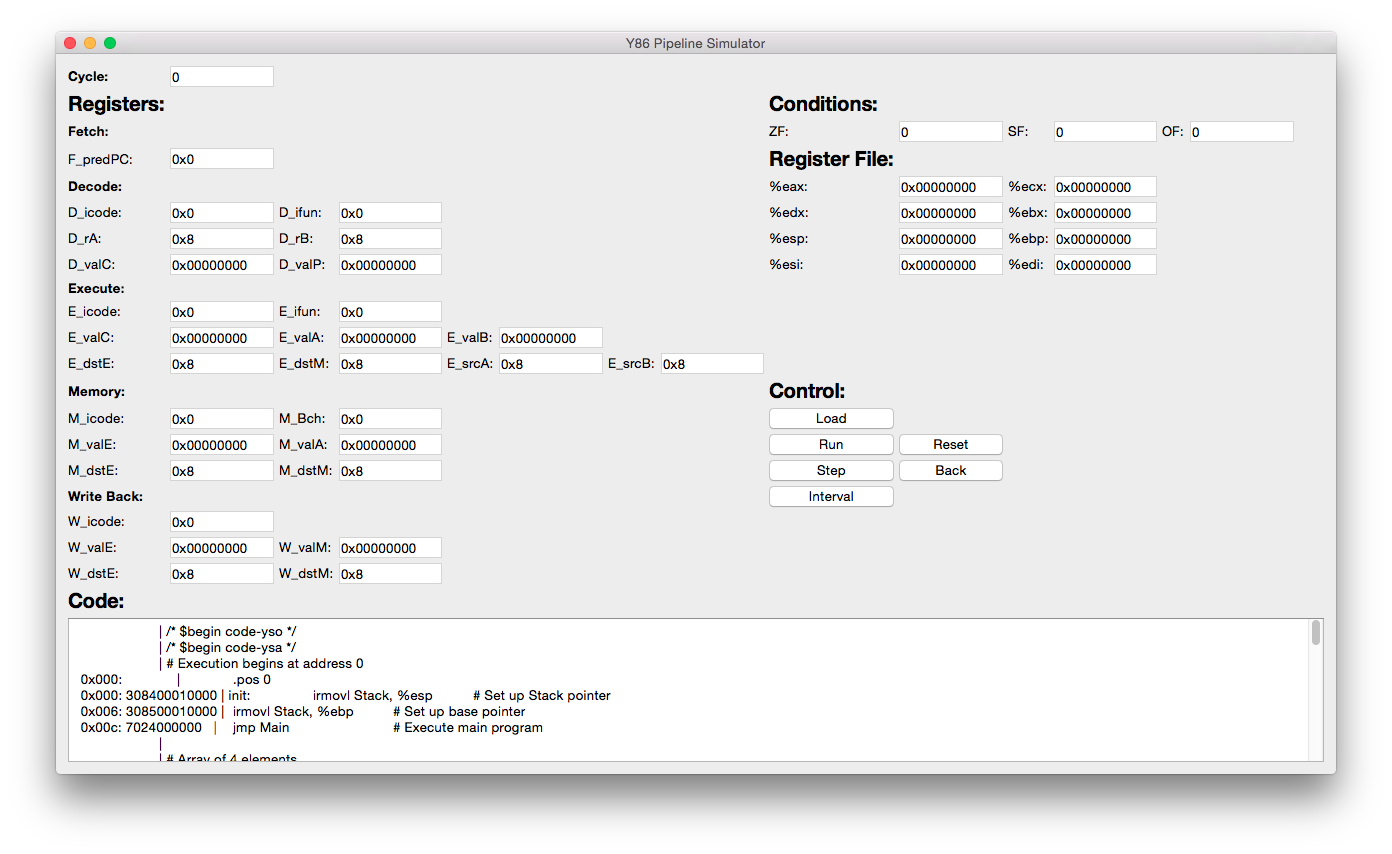 Y86 Pipeline Simulator
Cycle: 0
Registers:
Fetch:
F_predPC: 0x0
Decode:
D_icode: 0x0 D_ifun: 0x0
D_rA: 0x8 D_rB: 0x8
D_valC: 0x00000000 D_valP: 0x00000000
Execute:
E_icode: 0x0 E_ifun: 0x0
E_valC: 0x00000000 E_valA: 0x00000000 E_valB: 0x00000000
E_dstE: 0x8 E_dstM: 0x8 E_srcA: 0x8 E_srcB: 0x8
Memory:
M_icode: 0x0 M_Bch: 0x0
M_valE: 0x00000000 M_valA: 0x00000000
M_dstE: 0x8 M_dstM: 0x8
Write Back:
W_icode: 0x0
W_valE: 0x00000000 W_valM: 0x00000000
W_dstE: 0x8 W_dstM: 0x8
Conditions:
ZF: 0 SF: 0 OF: 0
Register File:
%eax: 0x00000000 %ecx: 0x00000000
%edx: 0x00000000 %ebx: 0x00000000
%esp: 0x00000000 %ebp: 0x00000000
%esi: 0x00000000 %edi: 0x00000000
Control:
Load
Run Reset
Step Back
Interval
Code:
| /* $begin code-yso */
| /* $begin code-ysa */
| # Execution begins at address 0
0x000: | .pos 0
0x000: 308400010000 | init: irmovl Stack, %esp # Set up Stack pointer
0x006: 308500010000 | irmovl Stack, %ebp # Set up base pointer
0x00c: 7024000000 | jmp Main # Execute main program
|
| # Array of 4 elements